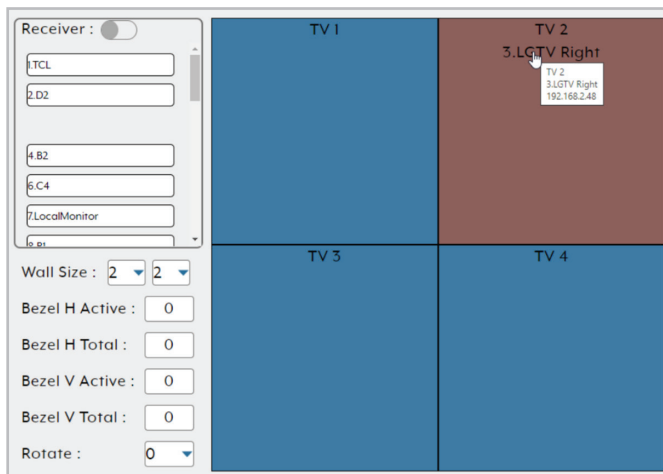 Receiver :
1.TCL
2.D2
4.B2
6.C4
7.LocalMonitor
8.B1
Wall Size : 2 2
Bezel H Active : 0
Bezel H Total : 0
Bezel V Active : 0
Bezel V Total : 0
Rotate : 0
TV 1
TV 2
3.LGTV Right
TV 2
3.LGTV Right
192.168.2.48
TV 3
TV 4